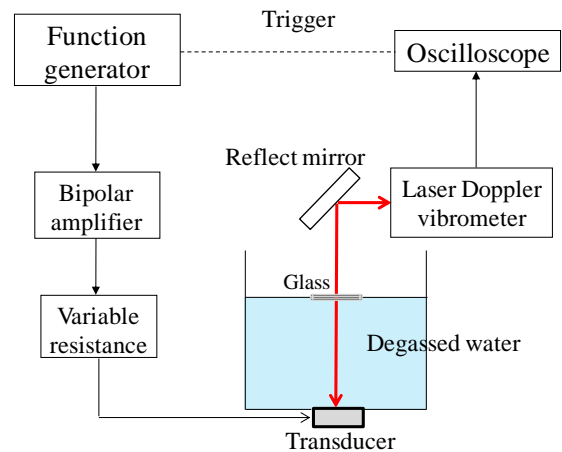 Trigger
Function
generator
Oscilloscope
Reflect mirror
Bipolar
amplifier
Laser Doppler
vibrometer
Glass
Variable
resistance
Degassed water
Transducer